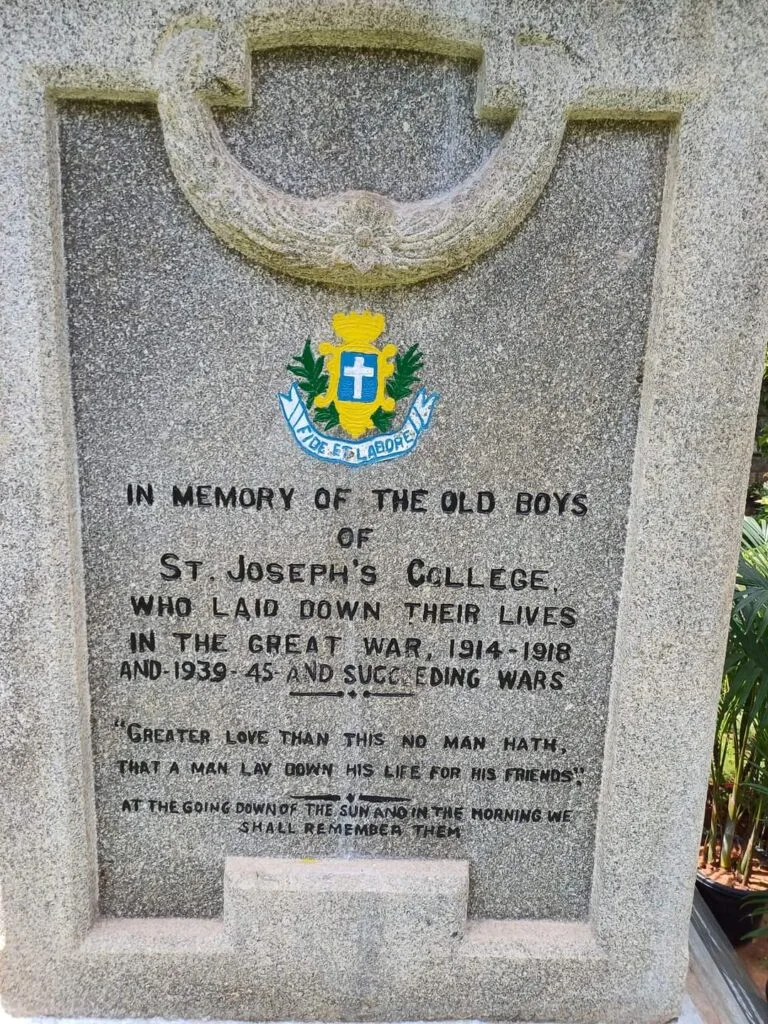 FIDE ET LABORE
IN MEMORY OF THE OLD BOYS
OF
ST. JOSEPH'S COLLEGE,
WHO LAID DOWN THEIR LIVES
IN THE GREAT WAR, 1914-1918
AND-1939-45-AND SUCCEEDING WARS
"GREATER LOVE THAN THIS NO MAN HATH,
THAT A MAN LAY DOWN HIS LIFE FOR HIS FRIENDS".
AT THE GOING DOWN OF THE SUN AND IN THE MORNING WE
SHALL REMEMBER THEM